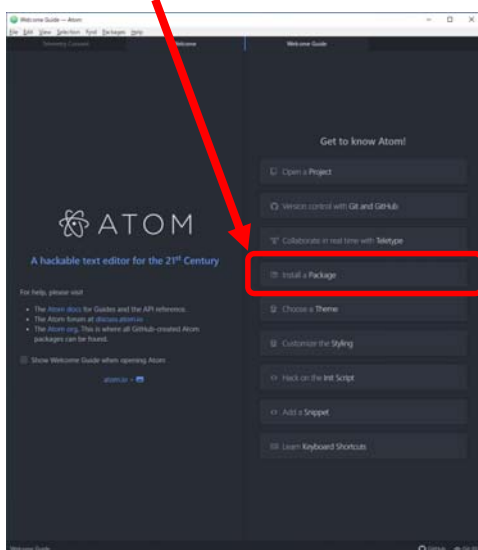 Welcome Guide — Atom
File Edit View Selection Find Packages Help
Telemetry Consent
Welcome
Welcome Guide
ATOM
A hackable text editor for the 21st Century
For help, please visit
• The Atom docs for Guides and the API reference.
• The Atom forum at discuss.atom.io
• The Atom org. This is where all GitHub-created Atom
packages can be found.
Show Welcome Guide when opening Atom
atom.io ×
Get to know Atom!
Open a Project
Version control with Git and GitHub
Collaborate in real time with Teletype
Install a Package
Choose a Theme
Customize the Styling
Hack on the Init Script
Add a Snippet
Learn Keyboard Shortcuts
Welcome Guide
GitHub